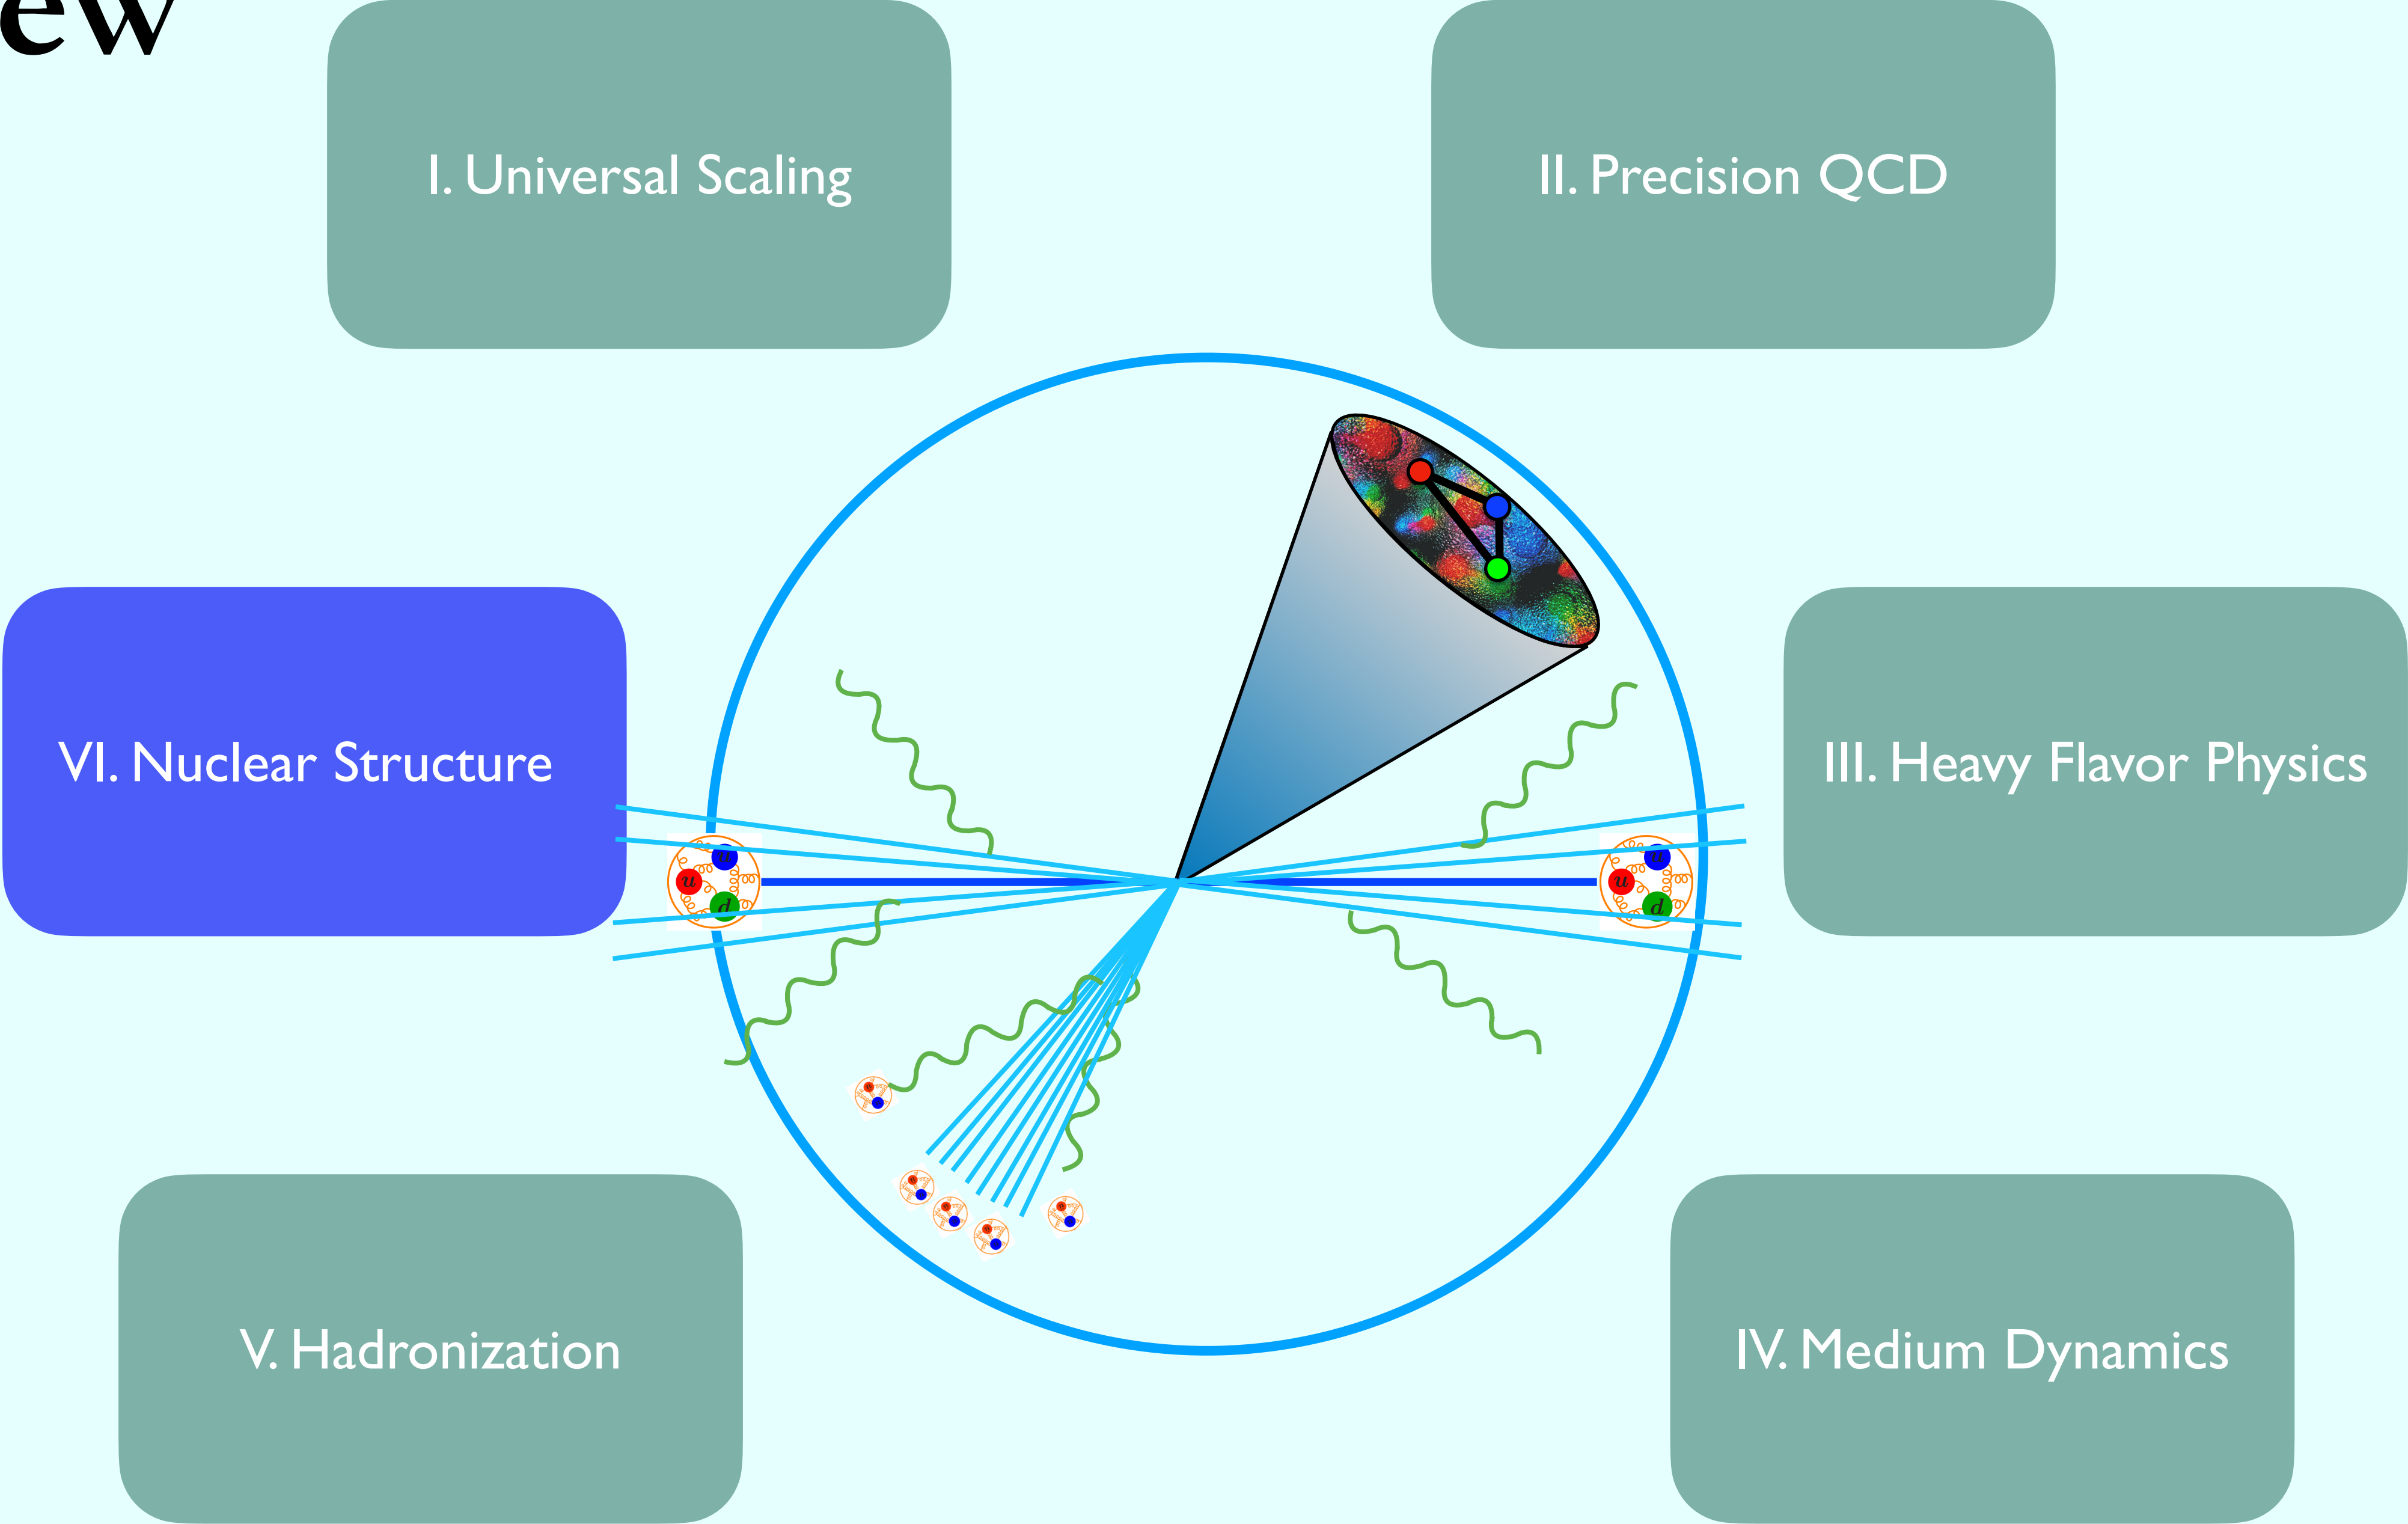 ew
I. Universal Scaling
II. Precision QCD
VI. Nuclear Structure
III. Heavy Flavor Physics
u
u
d
u
u
d
V. Hadronization
IV. Medium Dynamics